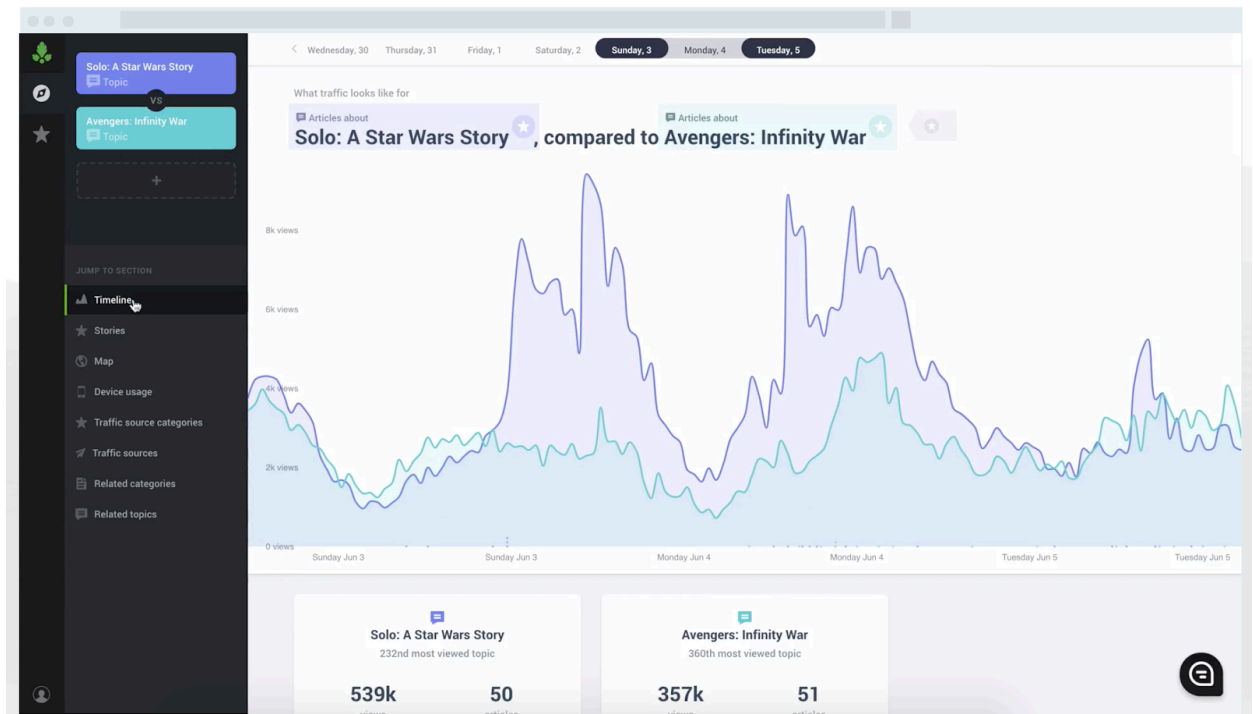 Solo: A Star Wars Story
Topic
VS
Avengers: Infinity War
Topic
+
JUMP TO SECTION
Timeline
Stories
Map
Device usage
Traffic source categories
Traffic sources
Related categories
Related topics
Wednesday, 30 Thursday, 31 Friday, 1 Saturday, 2 Sunday, 3 Monday, 4 Tuesday, 5
What traffic looks like for
Articles about Articles about
Solo: A Star Wars Story , compared to Avengers: Infinity War
8k views
6k views
4k views
2k views
0 views
Sunday Jun 3 Sunday Jun 3 Monday Jun 4 Monday Jun 4 Tuesday Jun 5 Tuesday Jun 5
Solo: A Star Wars Story
232nd most viewed topic
539k 50
views articles
Avengers: Infinity War
360th most viewed topic
357k 51
views articles